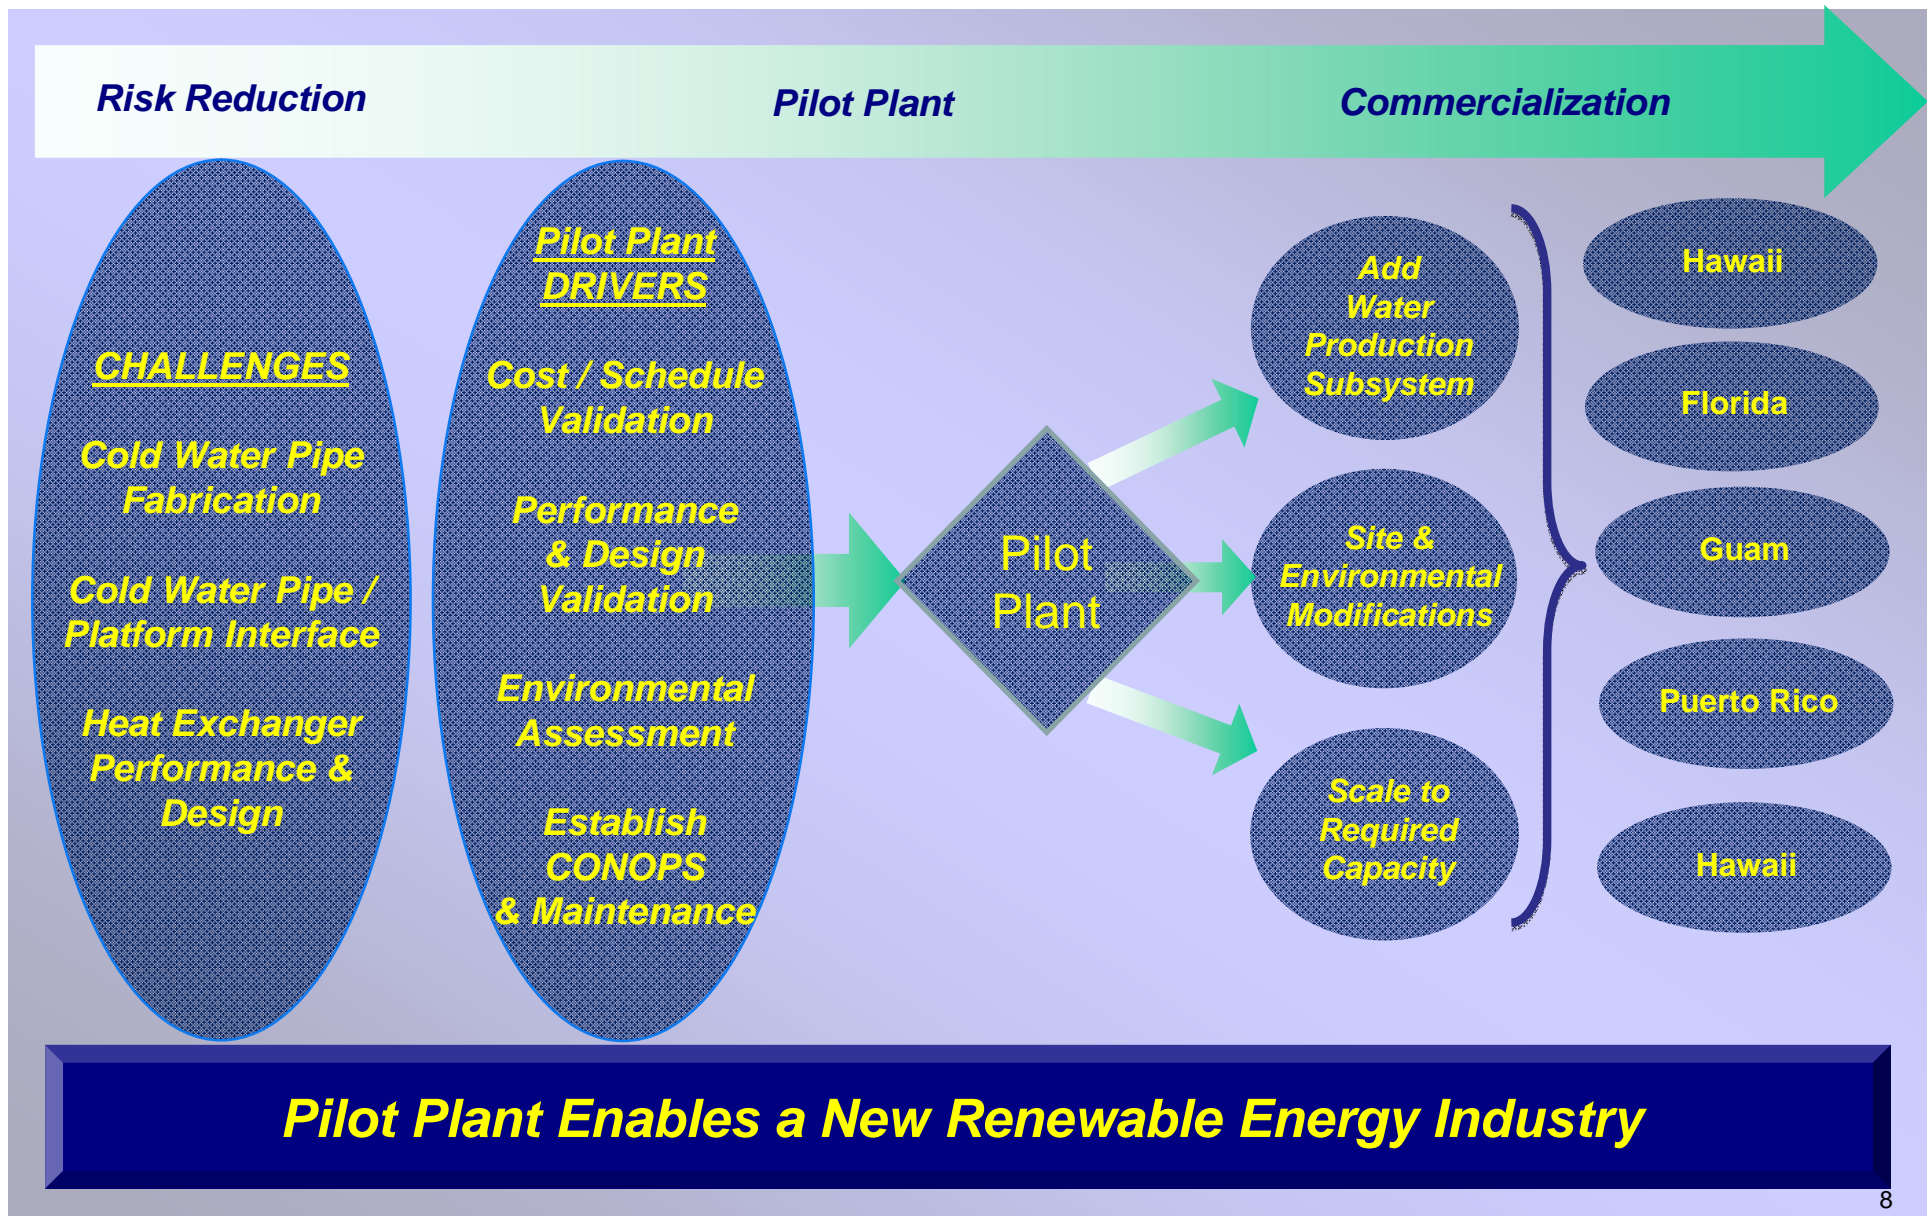 Risk Reduction
Pilot Plant
Commercialization
CHALLENGES
Cold Water Pipe
Fabrication
Cold Water Pipe /
Platform Interface
Heat Exchanger
Performance &
Design
Pilot Plant
DRIVERS
Cost / Schedule
Validation
Performance
& Design
Validation
Environmental
Assessment
Establish
CONOPS
& Maintenance
Pilot
Plant
Add
Water
Production
Subsystem
Site &
Environmental
Modifications
Scale to
Required
Capacity
Hawaii
Florida
Guam
Puerto Rico
Hawaii
Pilot Plant Enables a New Renewable Energy Industry
8